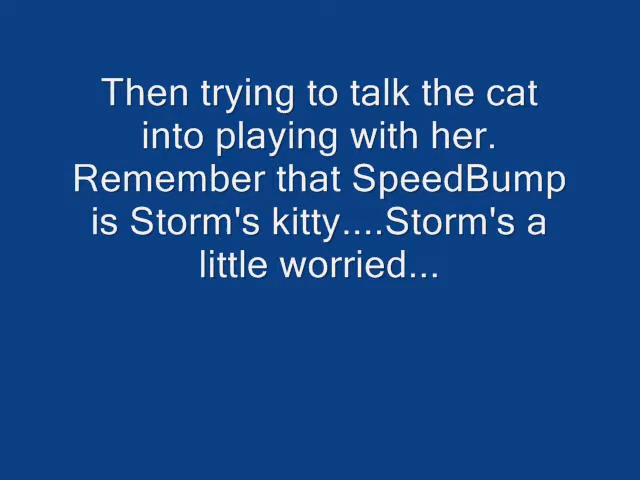 Then trying to talk the cat
into playing with her.
Remember that SpeedBump
is Storm's kitty....Storm's a
little worried...